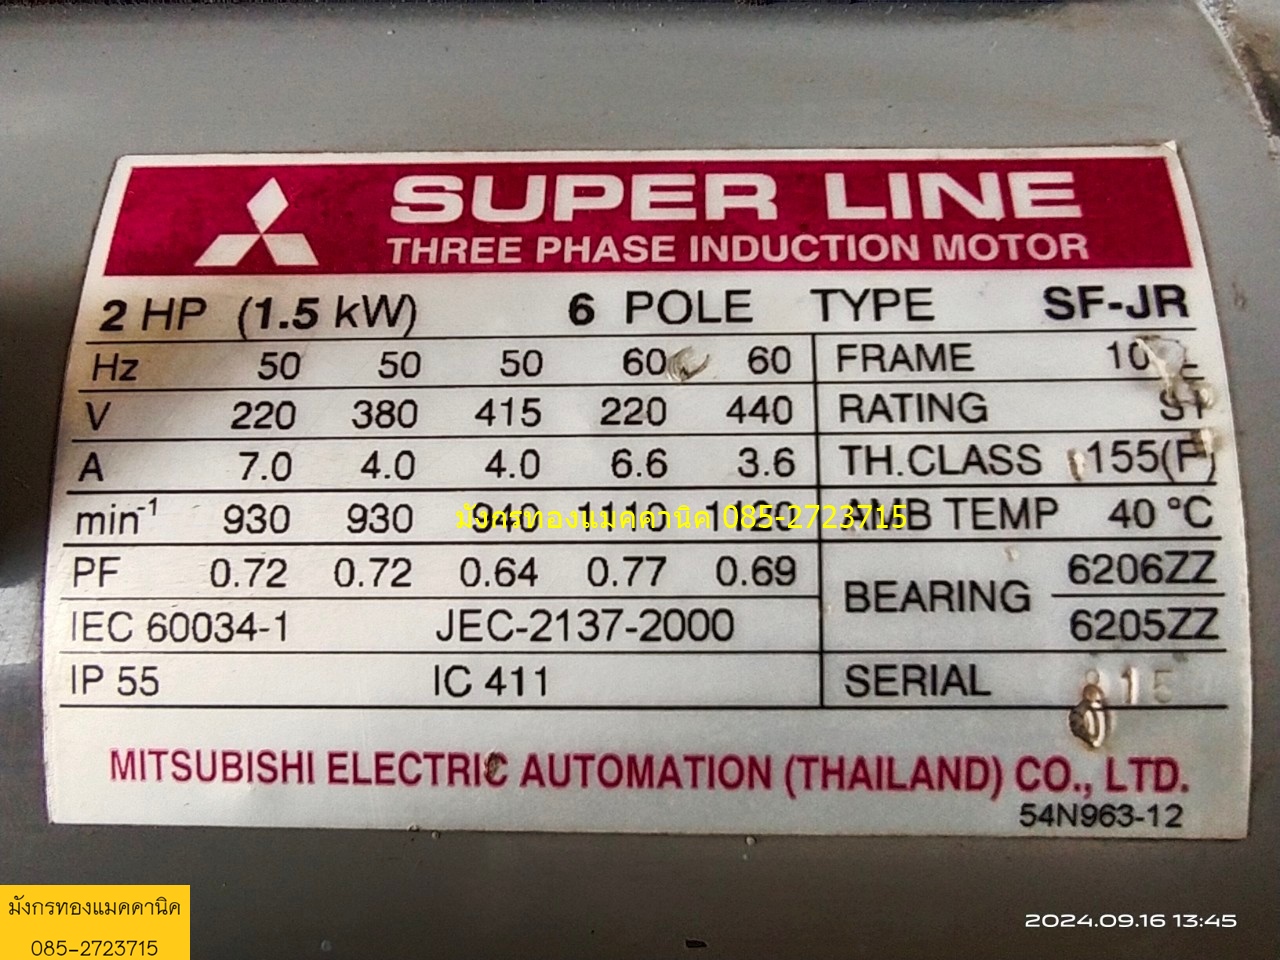 SUPER LINE
THREE PHASE INDUCTION MOTOR
2 HP (1.5 kW) 6 POLE TYPE SF-JR
Hz 50 50 50 60 60 FRAME
V 220 380 415 220 440 RATING S1
A 7.0 4.0 4.0 6.6 3.6 TH.CLASS 155(F)
min-1 930 930 940 1110 1120 AMB TEMP 40 °C
มังกรทองแมคคานิค 085-2723715
PF 0.72 0.72 0.64 0.77 0.69 BEARING 6206ZZ
6205ZZ
IEC 60034-1 JEC-2137-2000
IP 55 IC 411 SERIAL 815
MITSUBISHI ELECTRIC AUTOMATION (THAILAND) CO., LTD.
54N963-12
มังกรทองแมคคานิค
085-2723715
2024.09.16 13:45